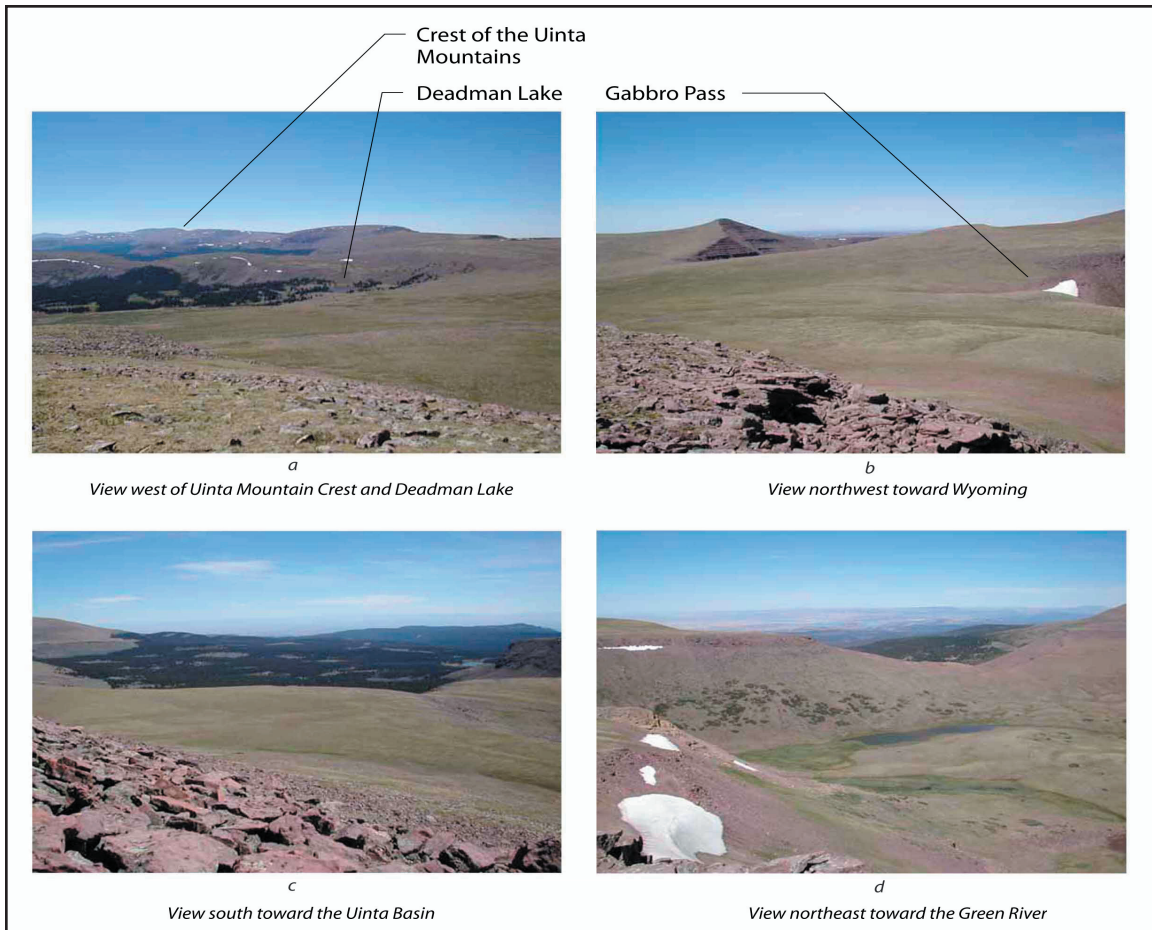 Crest of the Uinta
Mountains
Deadman Lake
Gabbro Pass
a
View west of Uinta Mountain Crest and Deadman Lake
b
View northwest toward Wyoming
c
View south toward the Uinta Basin
d
View northeast toward the Green River